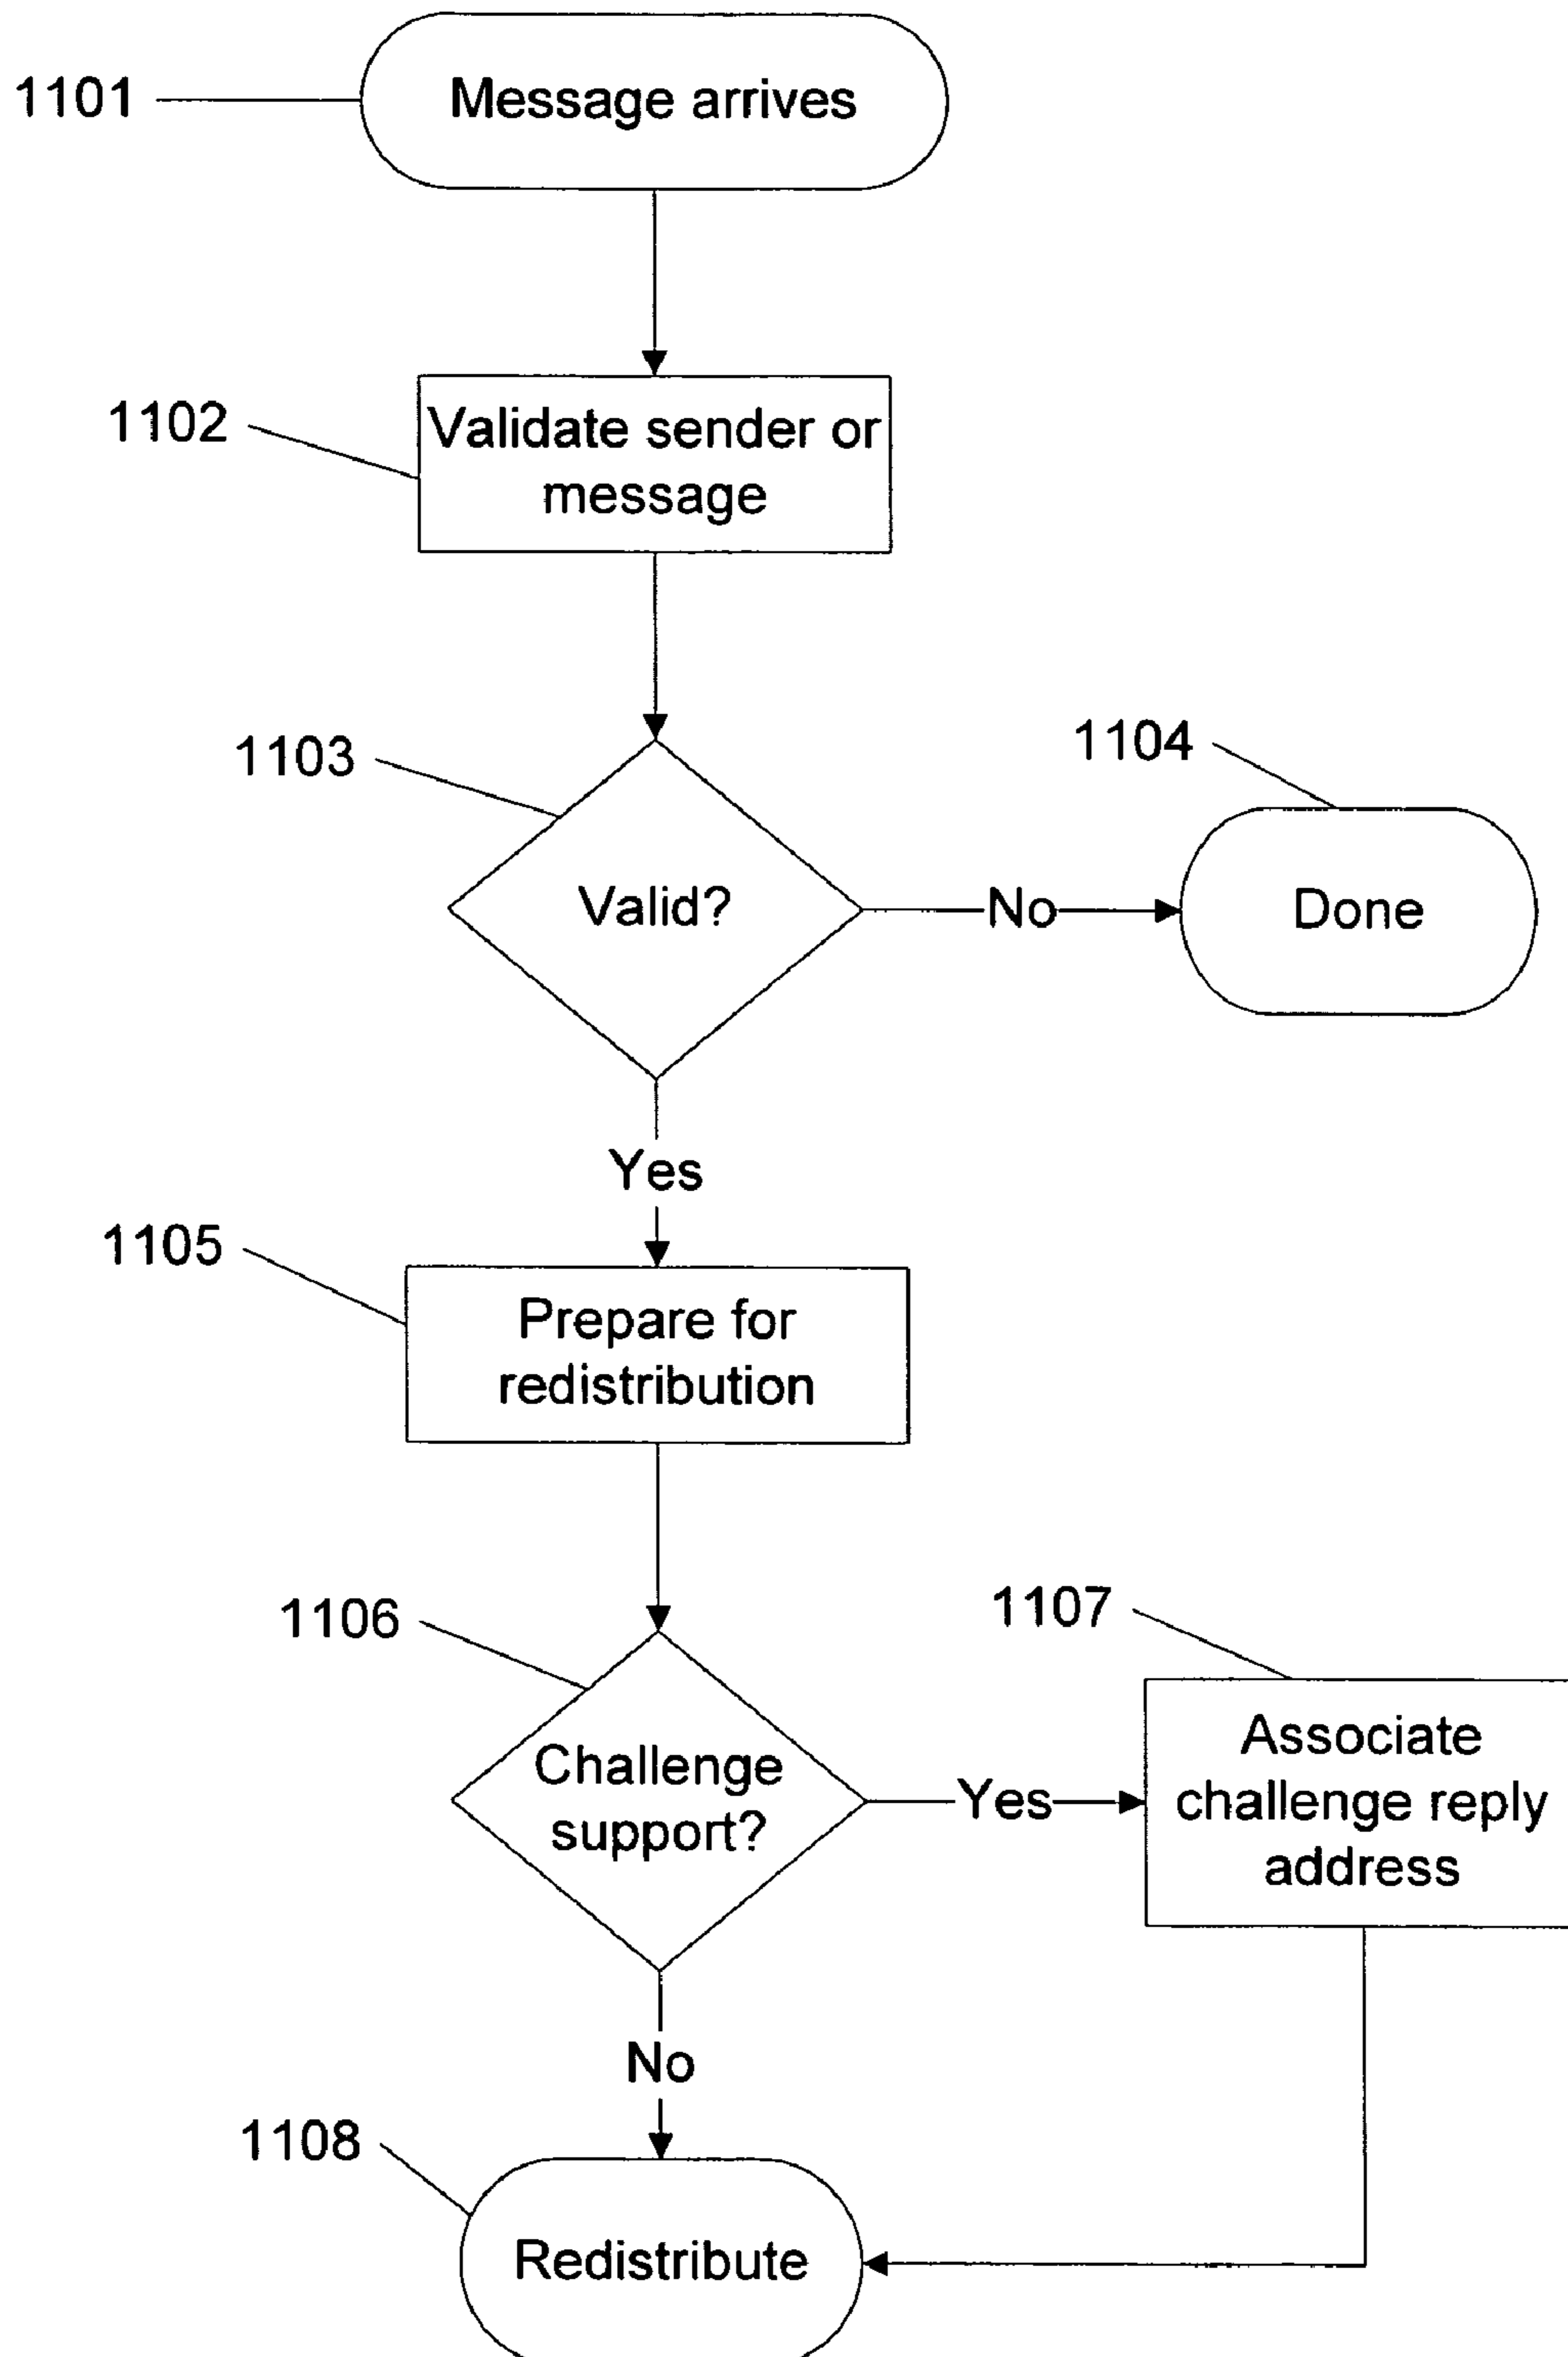 1101
Message arrives
1102
Validate sender or
message
1103
Valid?
No
1104
Done
Yes
1105
Prepare for
redistribution
1106
Challenge
support?
Yes
1107
Associate
challenge reply
address
No
1108
Redistribute